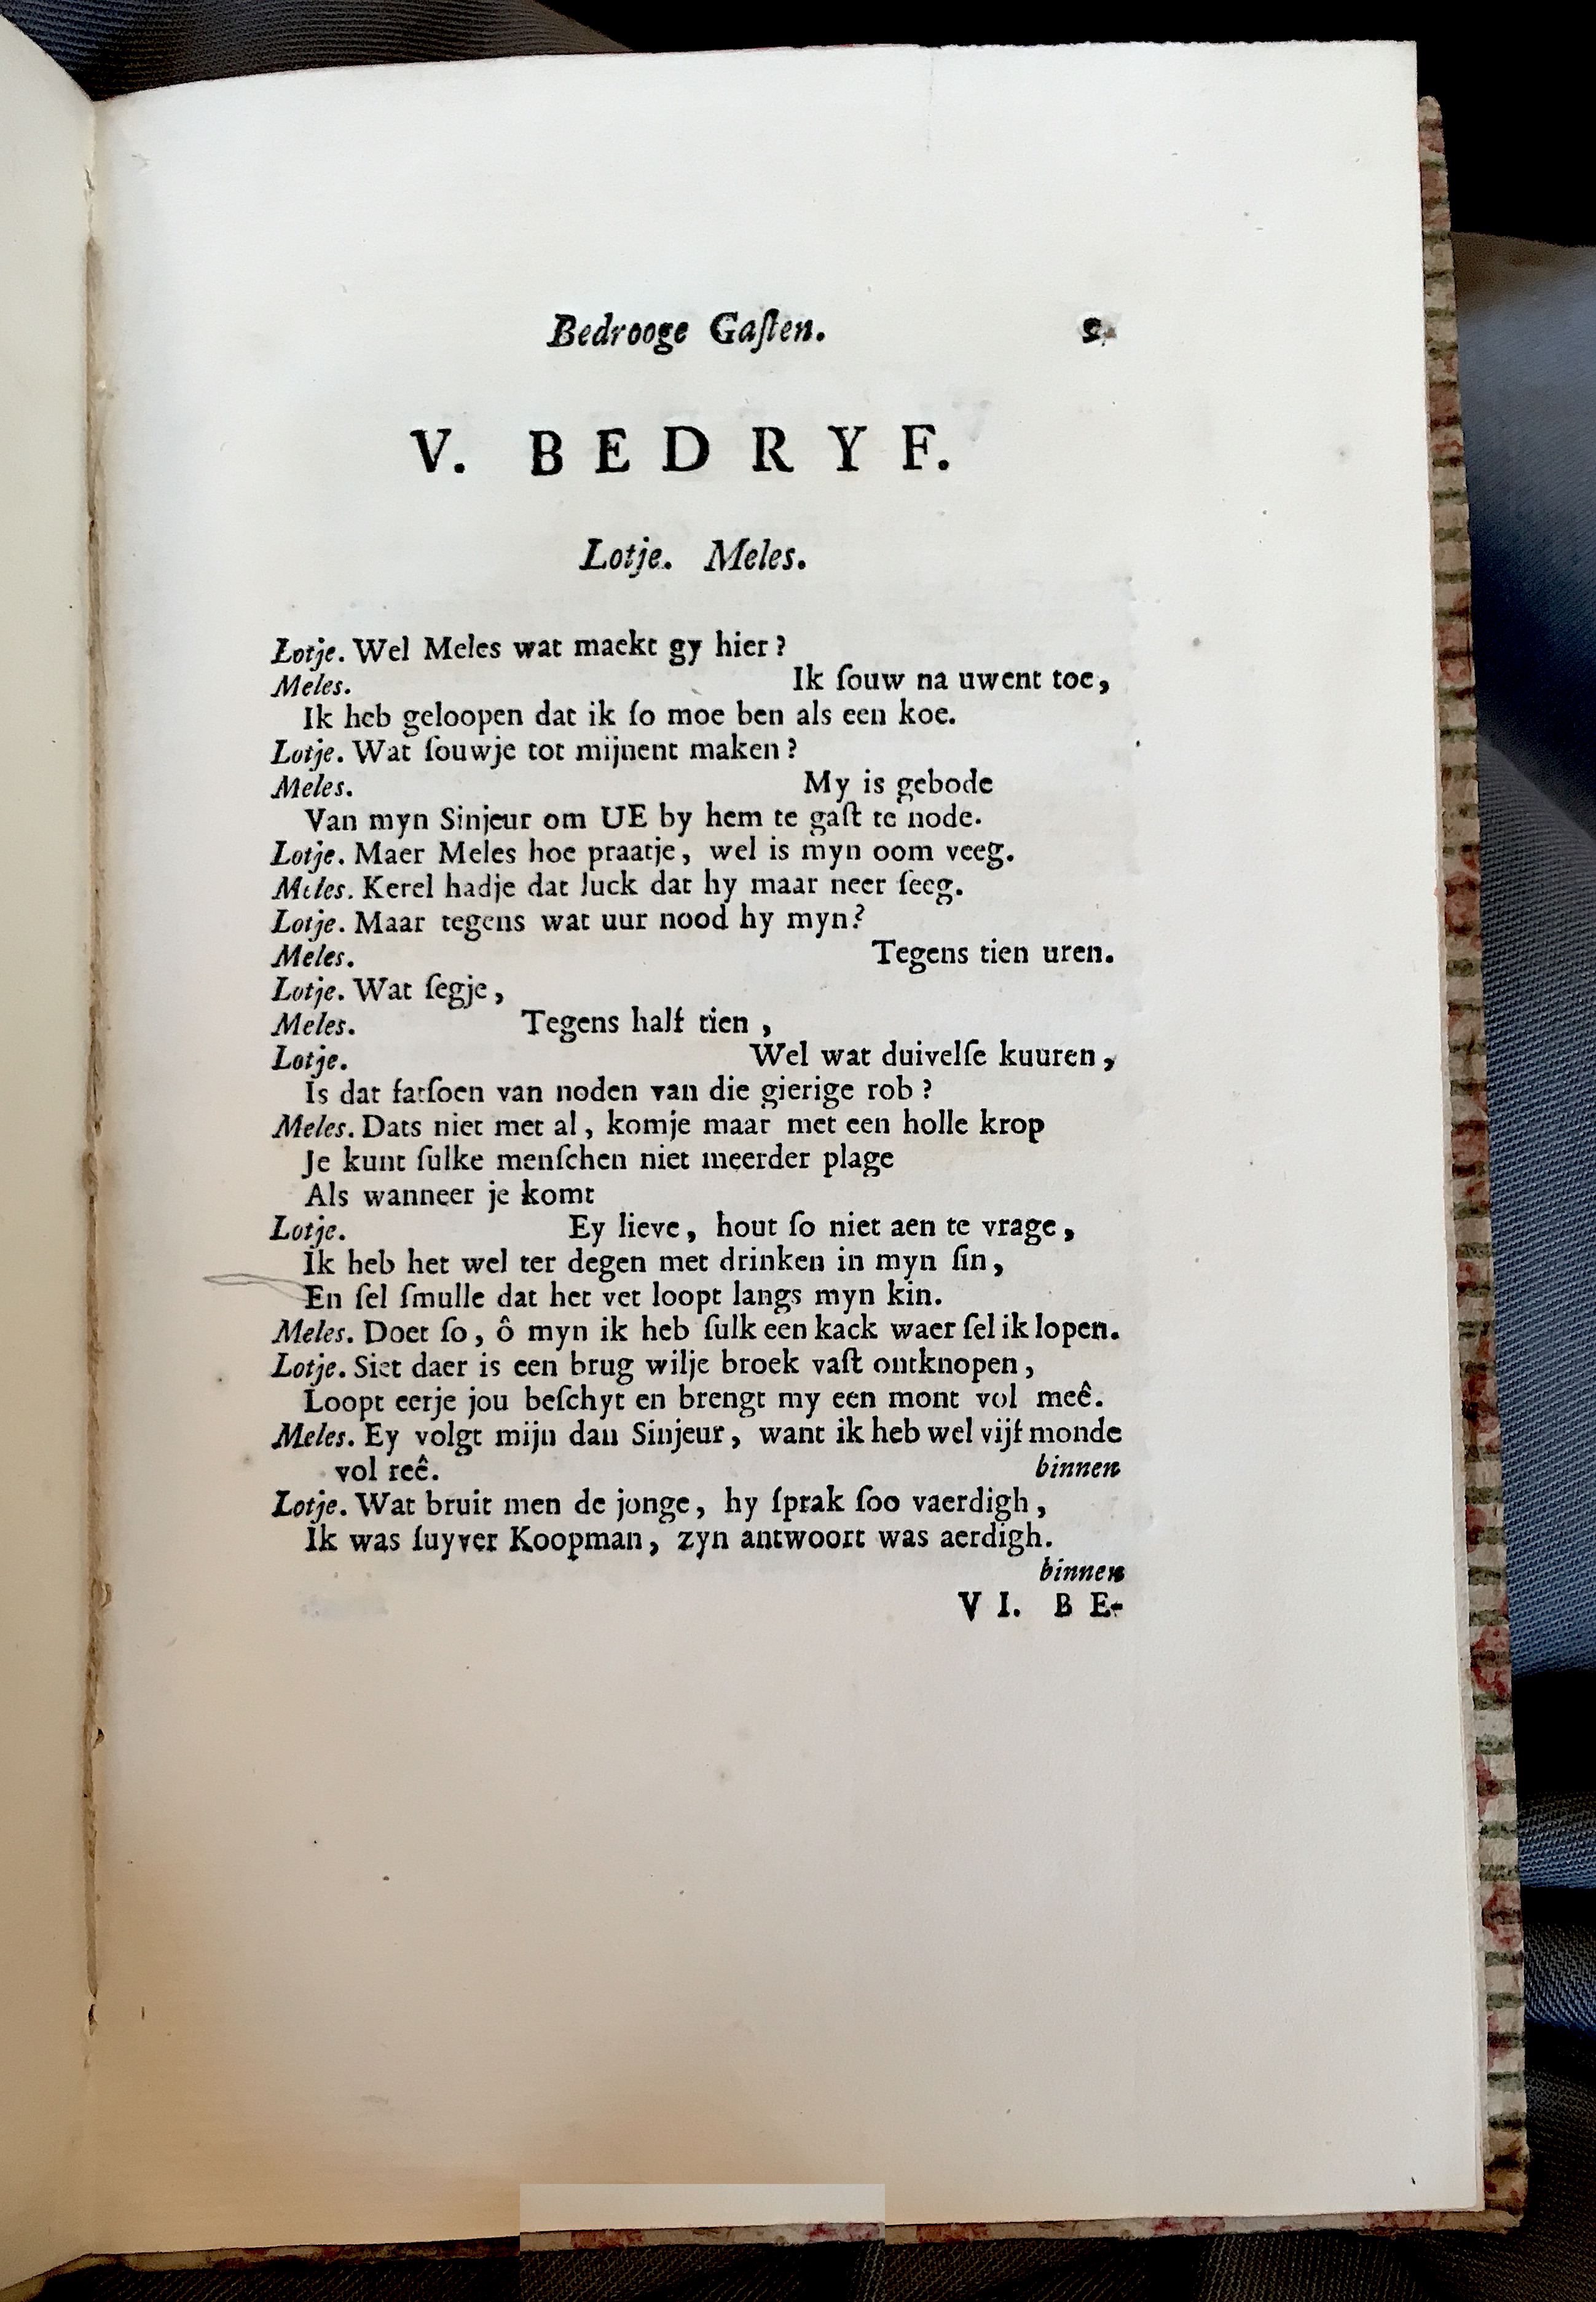 Bedrooge Gaſten. 9
V. BEDRYF.
Lotje. Meles.
Lotje. Wel Meles wat maekt gy hier?
Meles. Ik ſouw na uwent toe,
Ik heb geloopen dat ik ſo moe ben als een koe.
Lotje. Wat ſouwje tot mijnent maken?
Meles. My is gebode
Van myn Sinjeur om UE by hem te gaſt te node.
Lotje. Maer Meles hoe praatje, wel is myn oom veeg.
Meles. Kerel hadje dat luck dat hy maar neer ſeeg.
Lotje. Maar tegens wat uur nood hy myn?
Meles. Tegens tien uren.
Lotje. Wat ſegje,
Meles. Tegens half tien,
Lotje. Wel wat duivelſe kuuren,
Is dat fatſoen van noden van die gierige rob?
Meles. Dats niet met al, komje maar met een holle krop
Je kunt ſulke menſchen niet meerder plage
Als wanneer je komt
Lotje. Ey lieve, hout ſo niet aen te vrage,
Ik heb het wel ter degen met drinken in myn ſin,
En ſel ſmulle dat het vet loopt langs myn kin.
Meles. Doet ſo, ô myn ik heb ſulk een kack waer ſel ik lopen.
Lotje. Siet daer is een brug wilje broek vaſt ontknopen,
Loopt eerje jou beſchyt en brengt my een mont vol meê.
Meles. Ey volgt mijn dan Sinjeur, want ik heb wel vijf monde
vol reê. binnen
Lotje. Wat bruit men de jonge, hy ſprak ſoo vaerdigh,
Ik was ſuyver Koopman, zyn antwoort was aerdigh.
binnen
VI. BE-